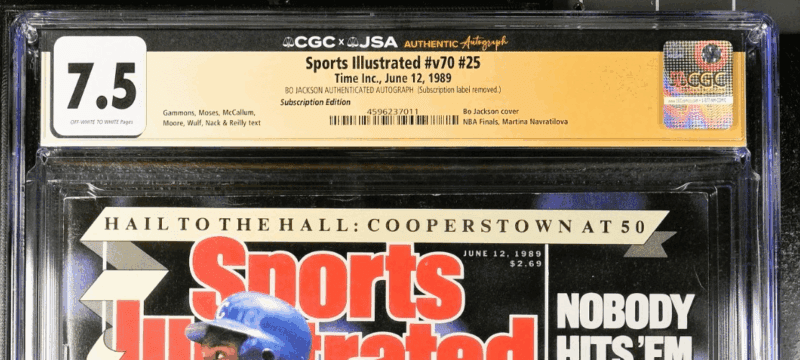 CGC × JSA AUTHENTIC Autograph
7.5
OFF-WHITE TO WHITE Pages
Sports Illustrated #v70 #25
Time Inc., June 12, 1989
BO JACKSON AUTHENTICATED AUTOGRAPH (Subscription label removed.)
Subscription Edition
Gammons, Moses, McCallum,
Moore, Wulf, Nack & Reilly text
4596237011
Bo Jackson cover
NBA Finals, Martina Navratilova
CGC
HAIL TO THE HALL: COOPERSTOWN AT 50
JUNE 12, 1989
$2.69
Sports
Illustrated
NOBODY
HITS 'EM